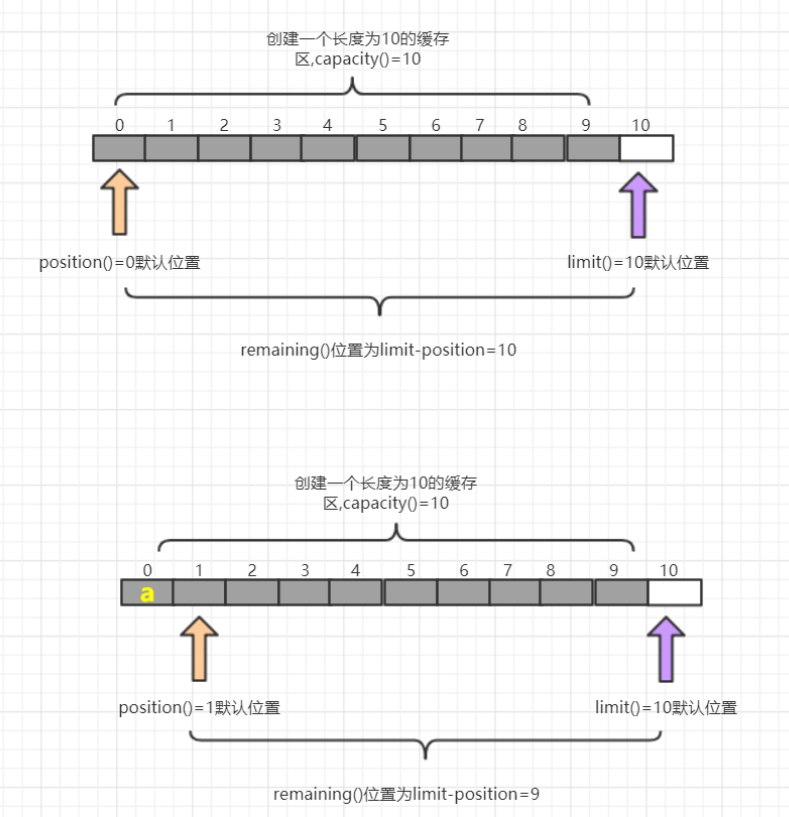 创建一个长度为10的缓存
区,capacity()=10
0 1 2 3 4 5 6 7 8 9 10
position()=0默认位置 limit()=10默认位置
remaining()位置为limit-position=10
创建一个长度为10的缓存
区,capacity()=10
0 1 2 3 4 5 6 7 8 9 10
a
position()=1默认位置 limit()=10默认位置
remaining()位置为limit-position=9